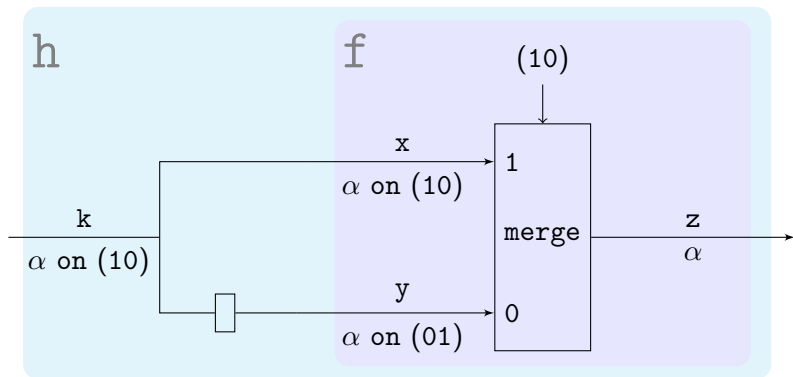 h
f
(10)
x
1
α on (10)
k
α on (10)
merge
z
α
y
0
α on (01)